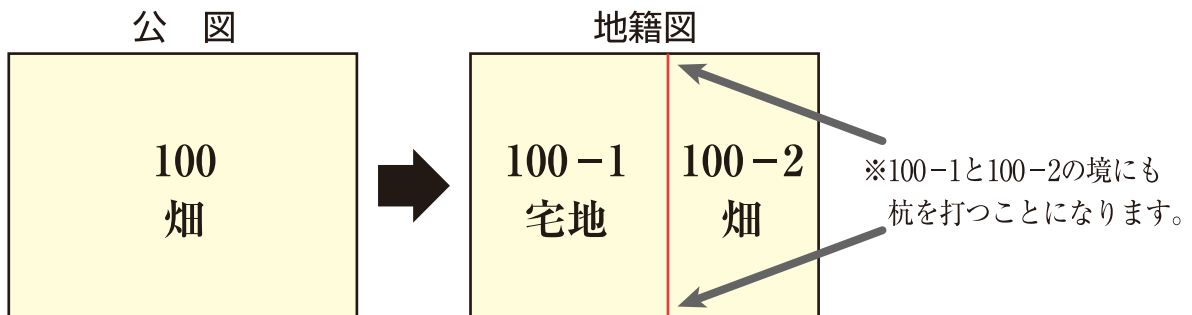 公　図
地籍図
100
畑
100－1
宅地
100－2
畑
※100－1と100－2の境にも
杭を打つことになります。